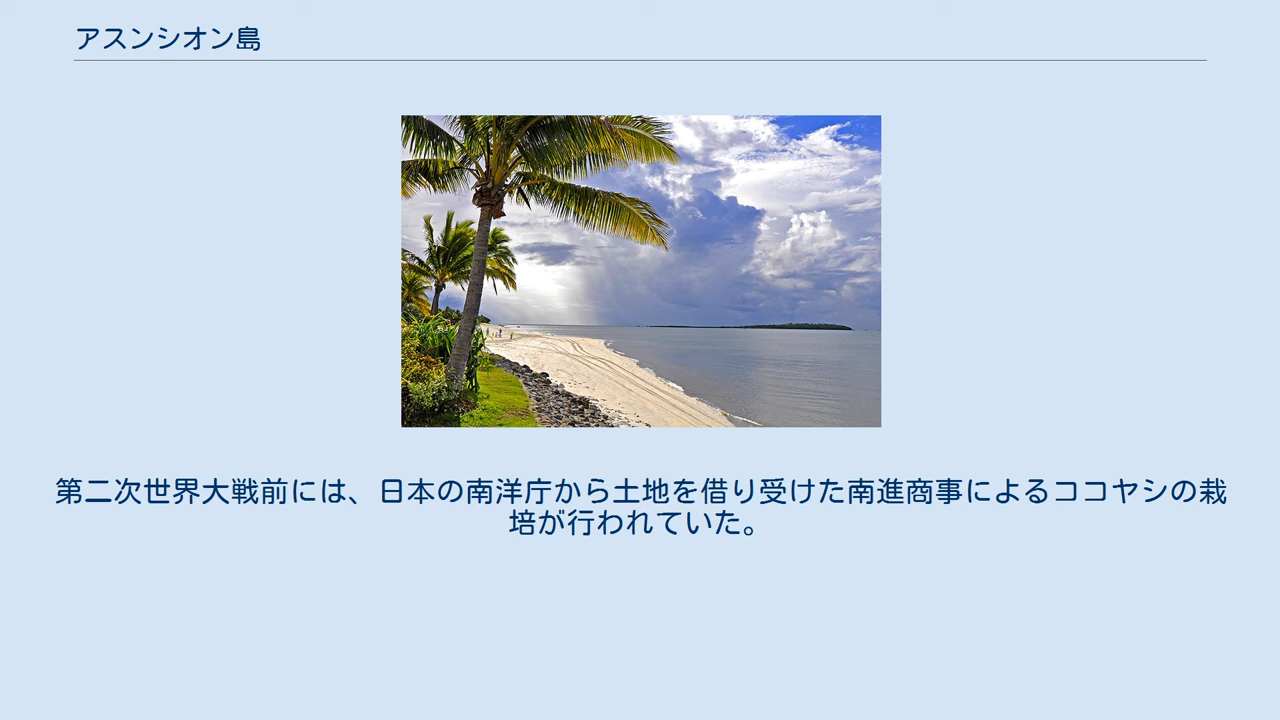 アスンシオン島
第二次世界大戦前には、日本の南洋庁から土地を借り受けた南進商事によるココヤシの栽
培が行われていた。